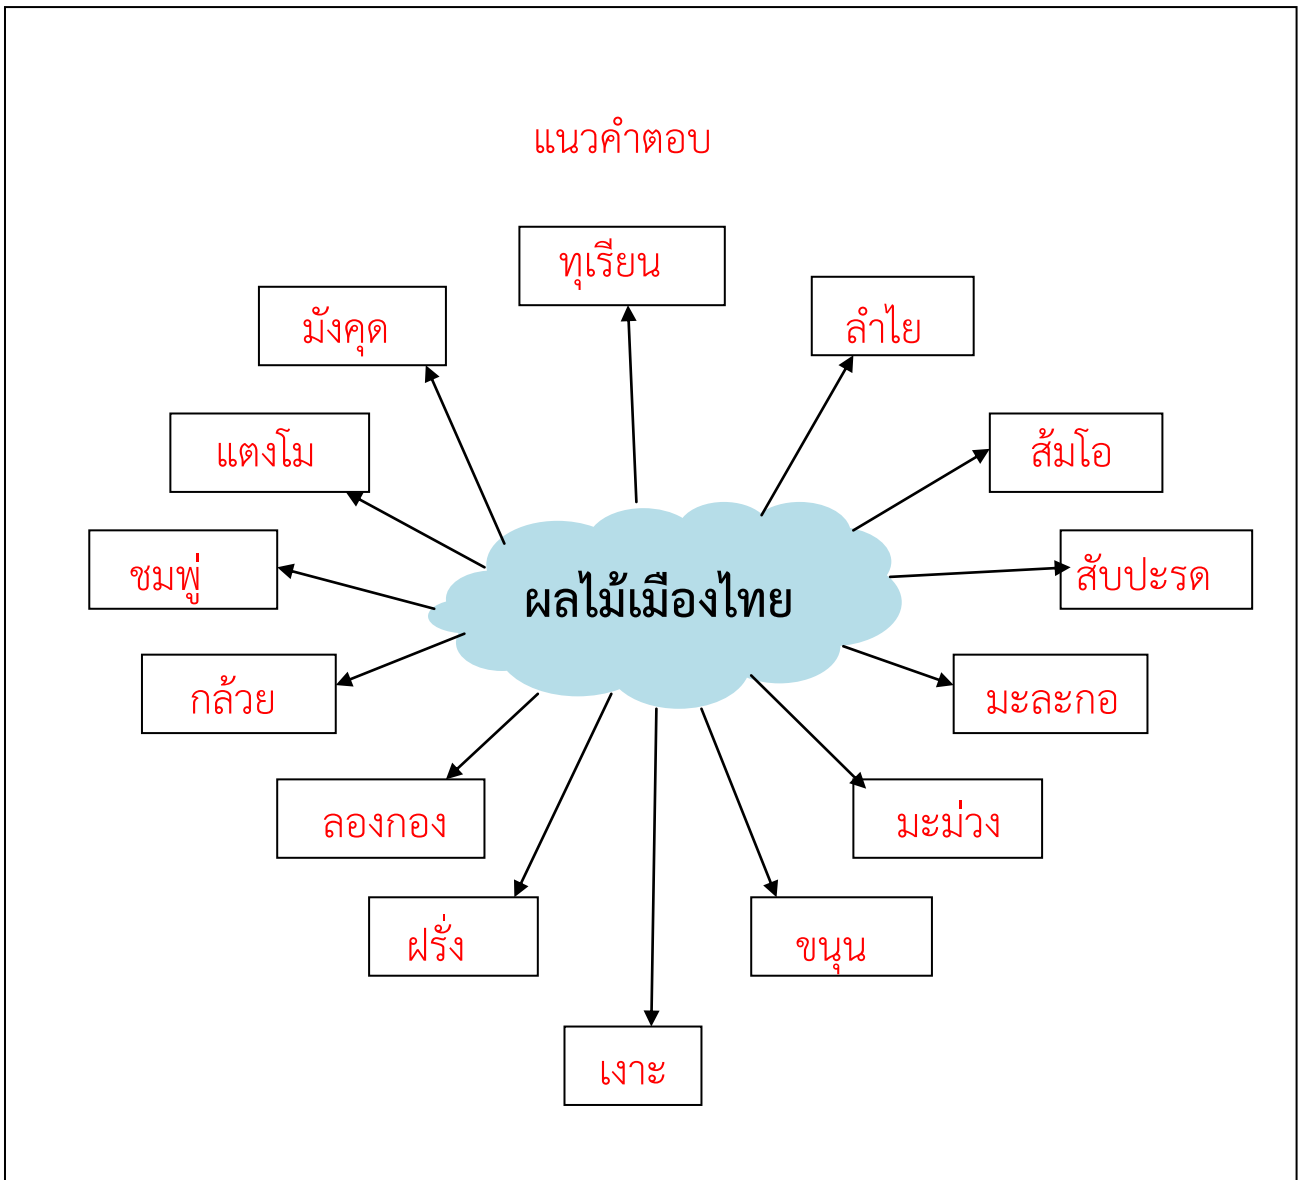 แนวคำตอบ
ทุเรียน
มังคุด
ลำไย
แตงโม
ส้มโอ
ชมพู่
สับปะรด
ผลไม้เมืองไทย
กล้วย
มะละกอ
ลองกอง
มะม่วง
ฝรั่ง
ขนุน
เงาะ